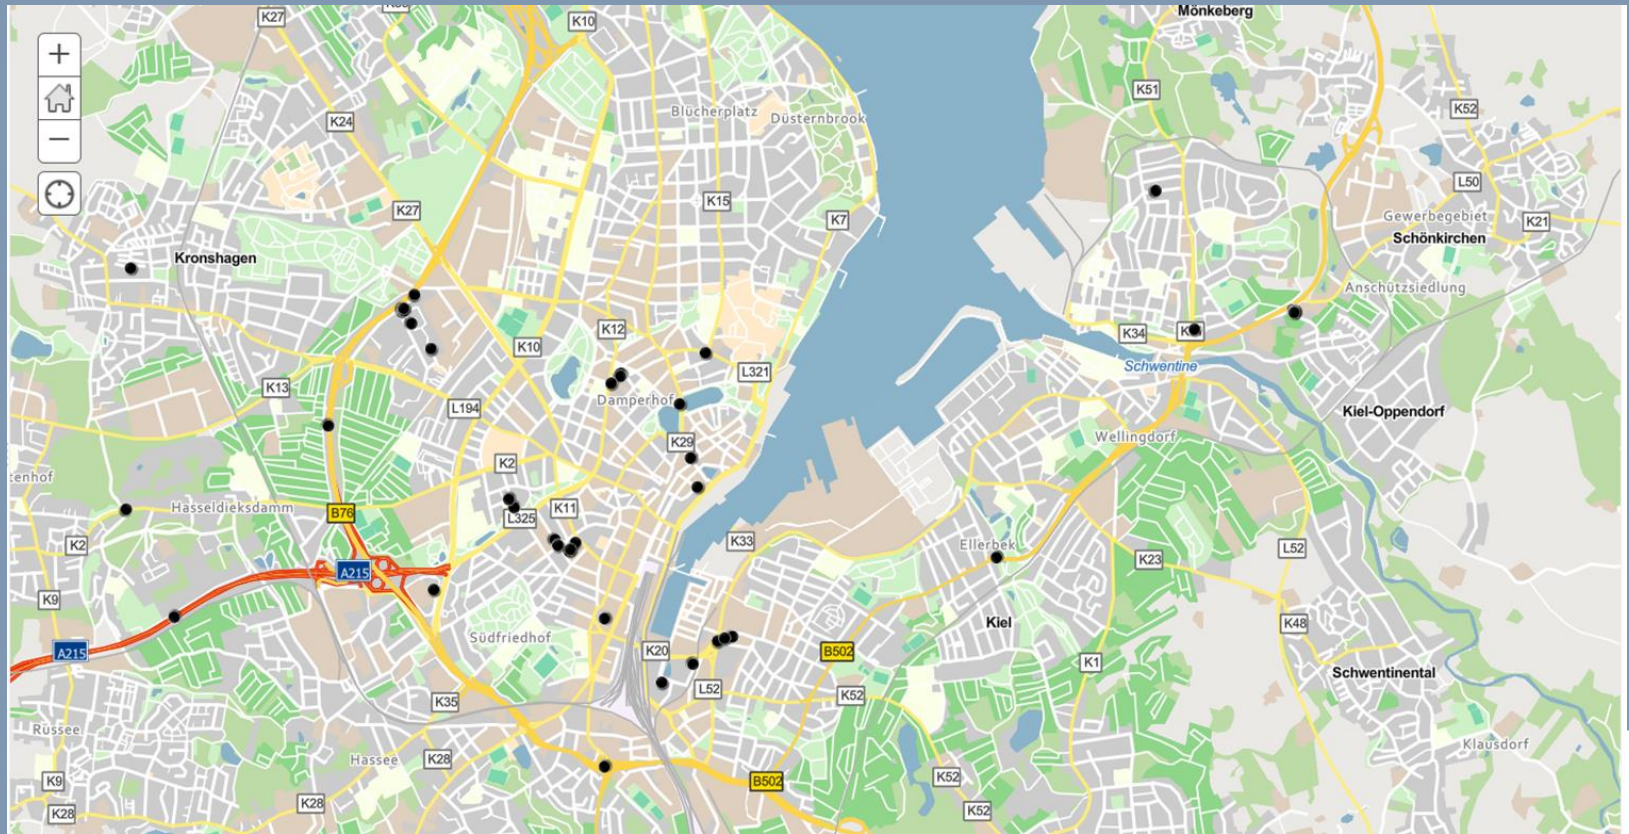 Mönkeberg
K27
K10
K51
K52
Blücherplatz
Düsternbrook
K24
L50
K15
K27
K7
Gewerbegebiet
K21
Schönkirchen
Kronshagen
Anschützsiedlung
K12
K34
K10
Schwentine
L321
K13
Damperhof
L194
Kiel-Oppendorf
Wellingdorf
K29
K2
tenhof
Hasseldieksdamm
K11
B76
L325
K2
K33
Ellerbek
L52
K23
A215
K9
Kiel
K48
Südfriedhof
A215
K20
B502
K1
Schwentinental
L52
K52
K35
Rüssee
Klausdorf
Hassee
K28
K9
B502
K52
K28
K52
K28